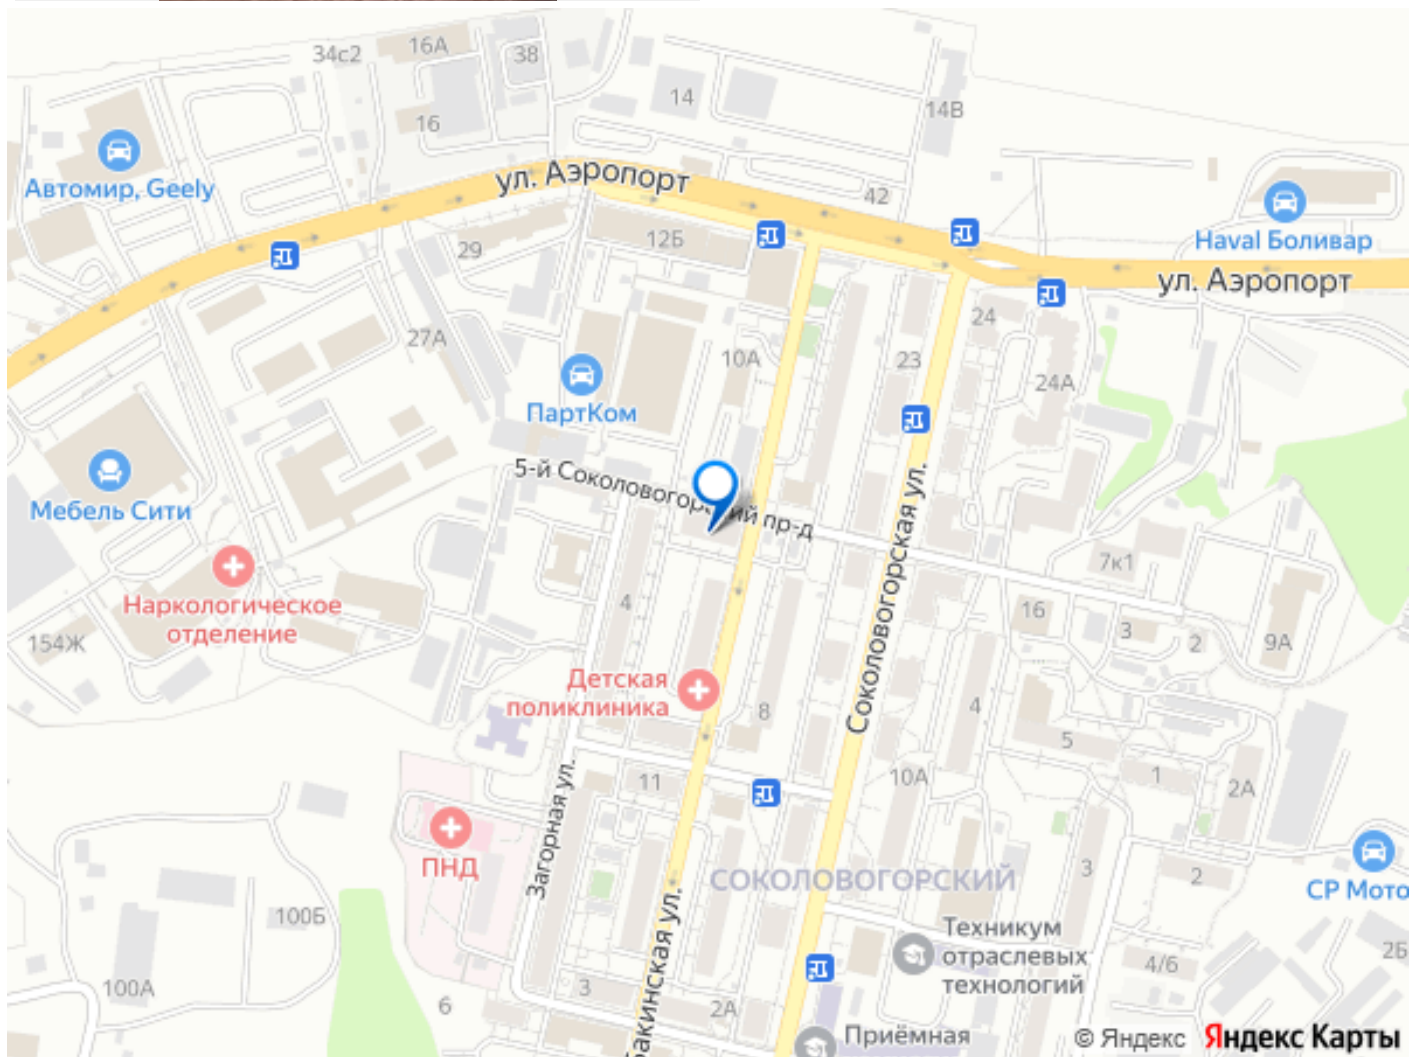 34с2
16А
38
14
14В
16
Автомир, Geely
ул. Аэропорт
42
29
12Б
Haval Боливар
ул. Аэропорт
27А
24
10А
23
24А
ПартКом
5-й Соколовогорский пр-д
Мебель Сити
Соколовогорская ул.
7к1
Наркологическое
отделение
154Ж
4
16
3
2
9А
Детская
поликлиника
8
4
5
11
10А
1
2А
Загорная ул.
ПНД
СОКОЛОВОГОРСКИЙ
3
2
СР Мото
100Б
Бакинская ул.
Техникум
отраслевых
технологий
4/6
2Б
100А
6
3
2А
Приёмная
© Яндекс Яндекс Карты